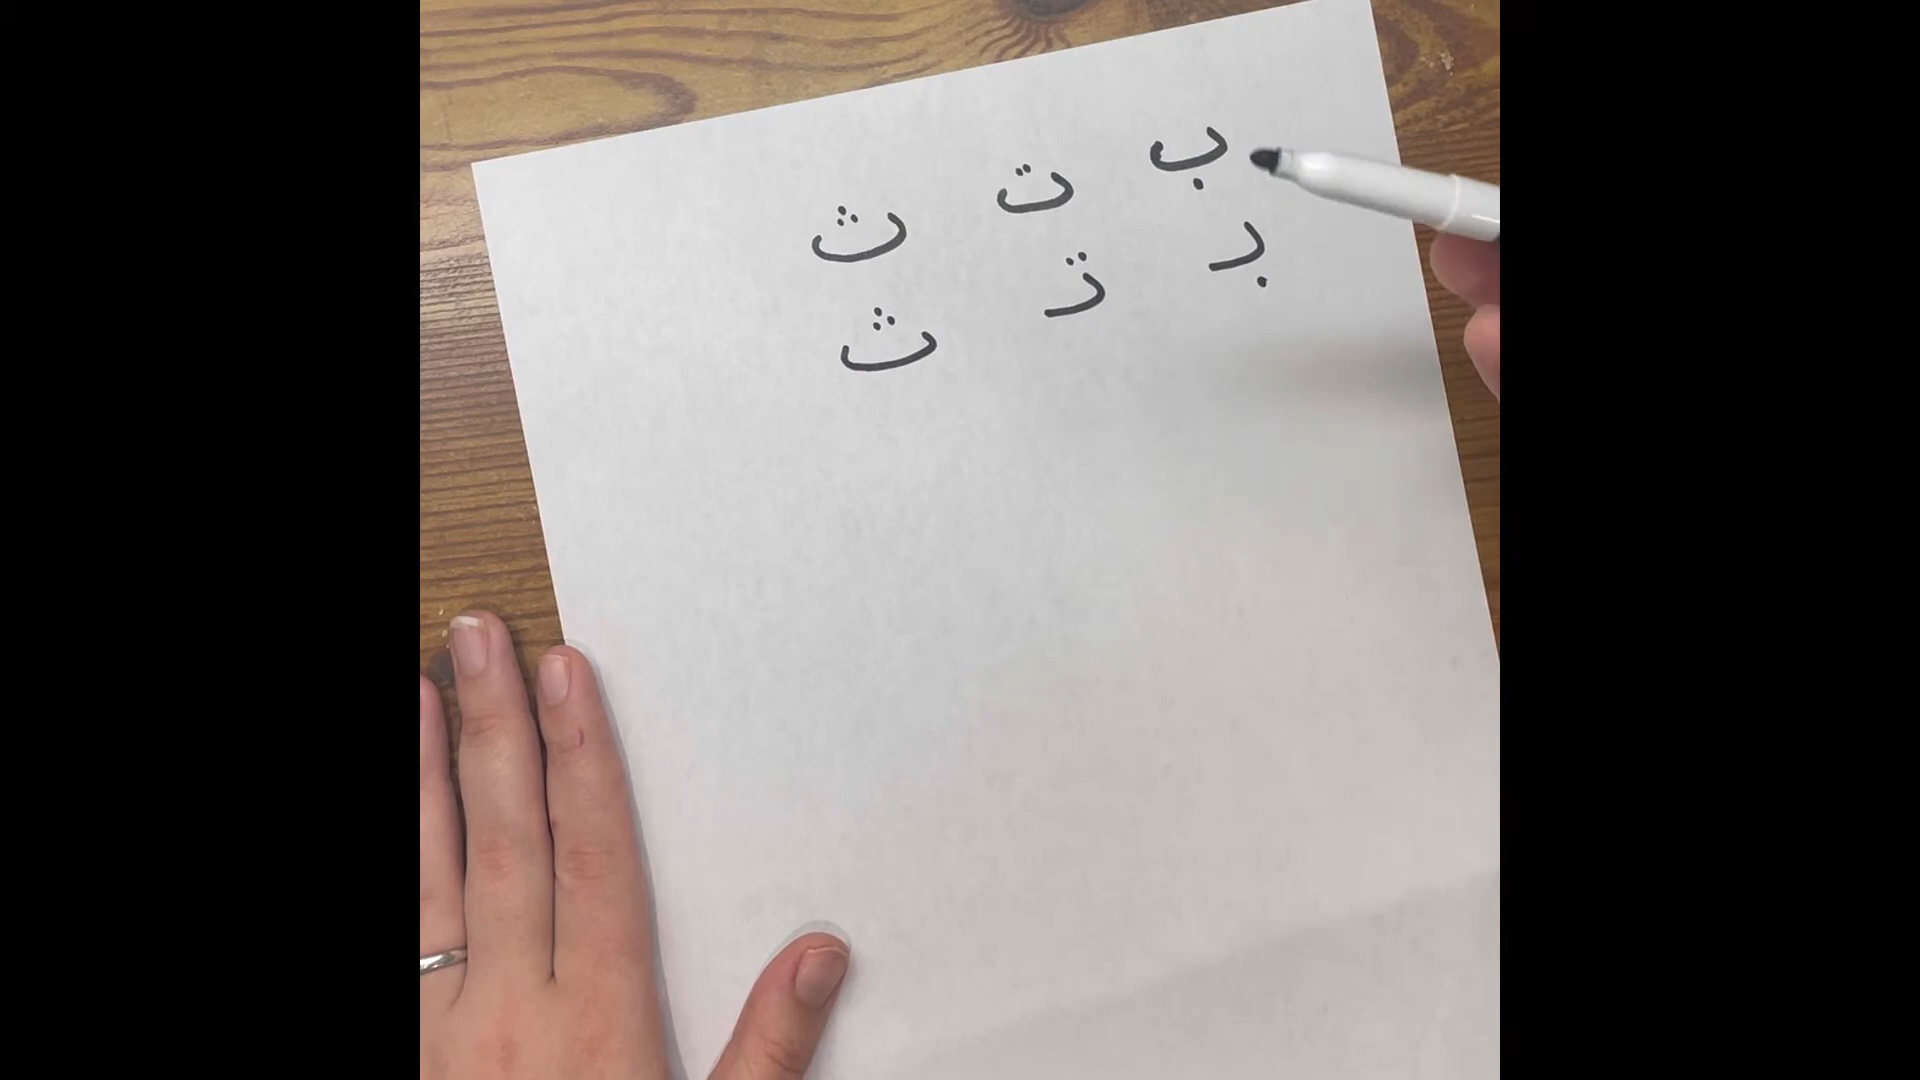 ب ت ث
بـ تـ ث